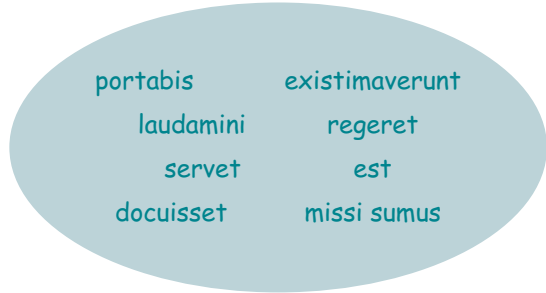 portabis existimaverunt
laudamini regeret
servet est
docuisset missi sumus